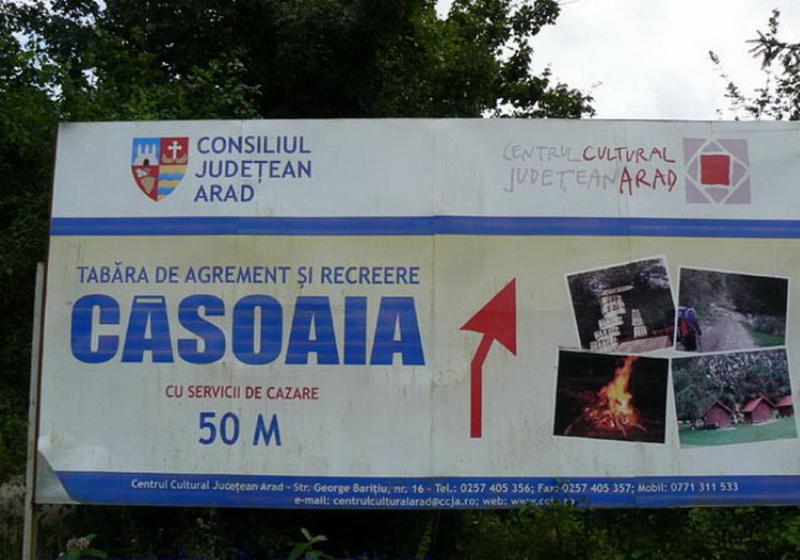 CONSILIUL
JUDEȚEAN
ARAD
CENTRUL CULTURAL
JUDEȚEAN ARAD
TABĂRA DE AGREMENT ȘI RECREERE
CĂSOAIA
CU SERVICII DE CAZARE
50 M
Centrul Cultural Județean Arad - Str. George Barițiu, nr. 16 - Tel.: 0257 405 356; Fax: 0257 405 357; Mobil: 0771 311 533
e-mail: centrulculturalarad@ccja.ro; web: